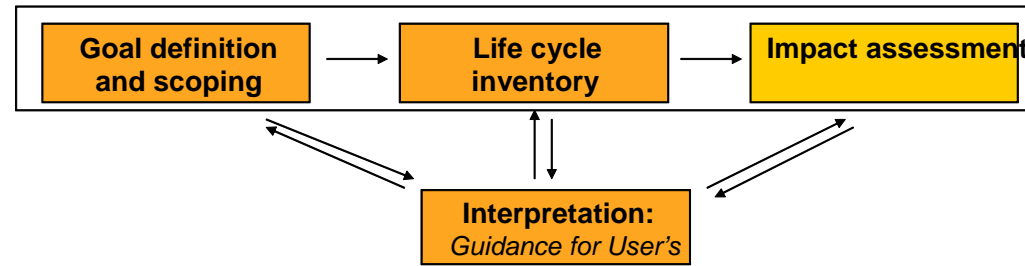 Goal definition
and scoping
Life cycle
inventory
Impact assessment
Interpretation:
Guidance for User's